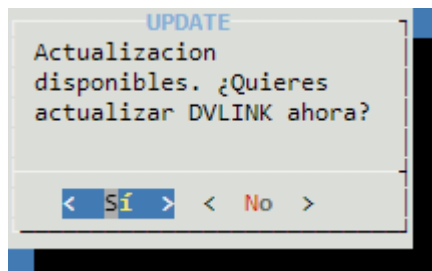 UPDATE
Actualizacion
disponibles. ¿Quieres
actualizar DVLINK ahora?
< Sí > < No >